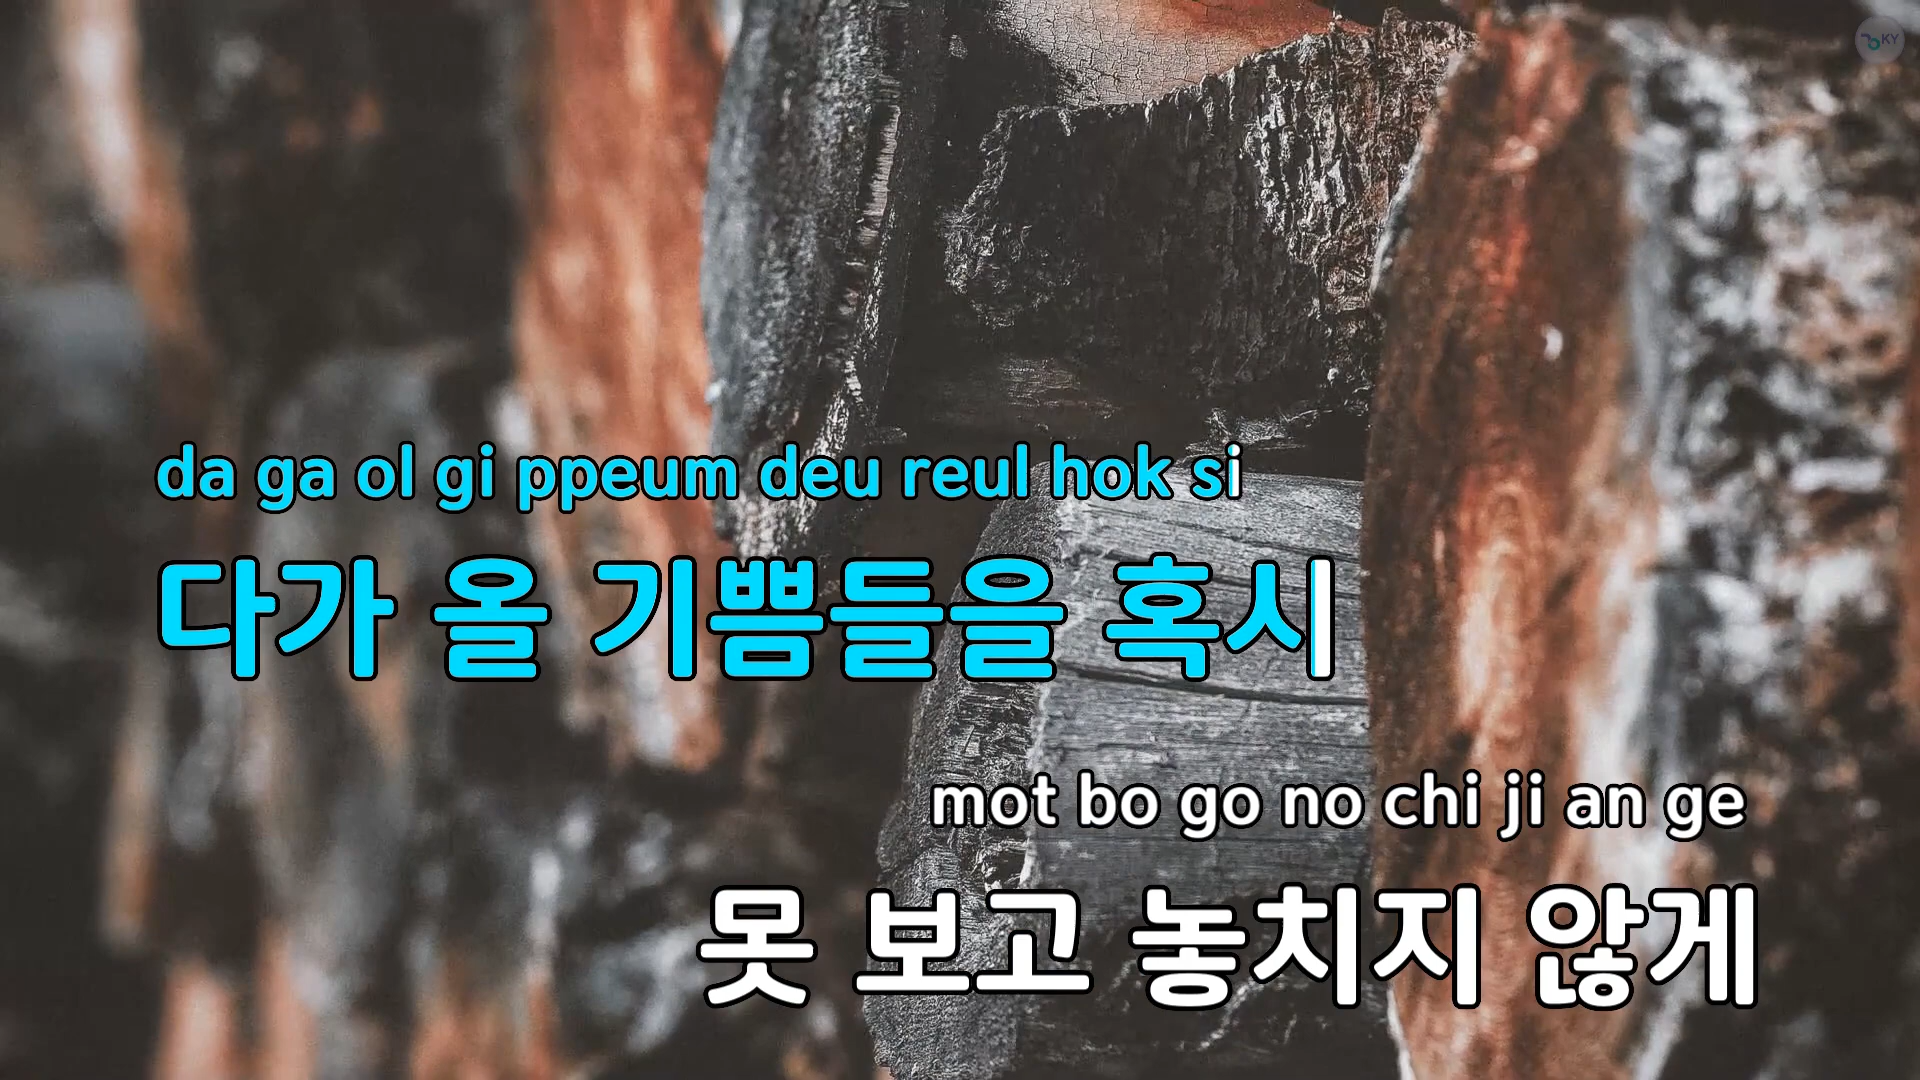 KY
da ga ol gi ppeum deu reul hok si
다가 올 기쁨들을 혹시
mot bo go no chi ji an ge
못 보고 놓치지 않게